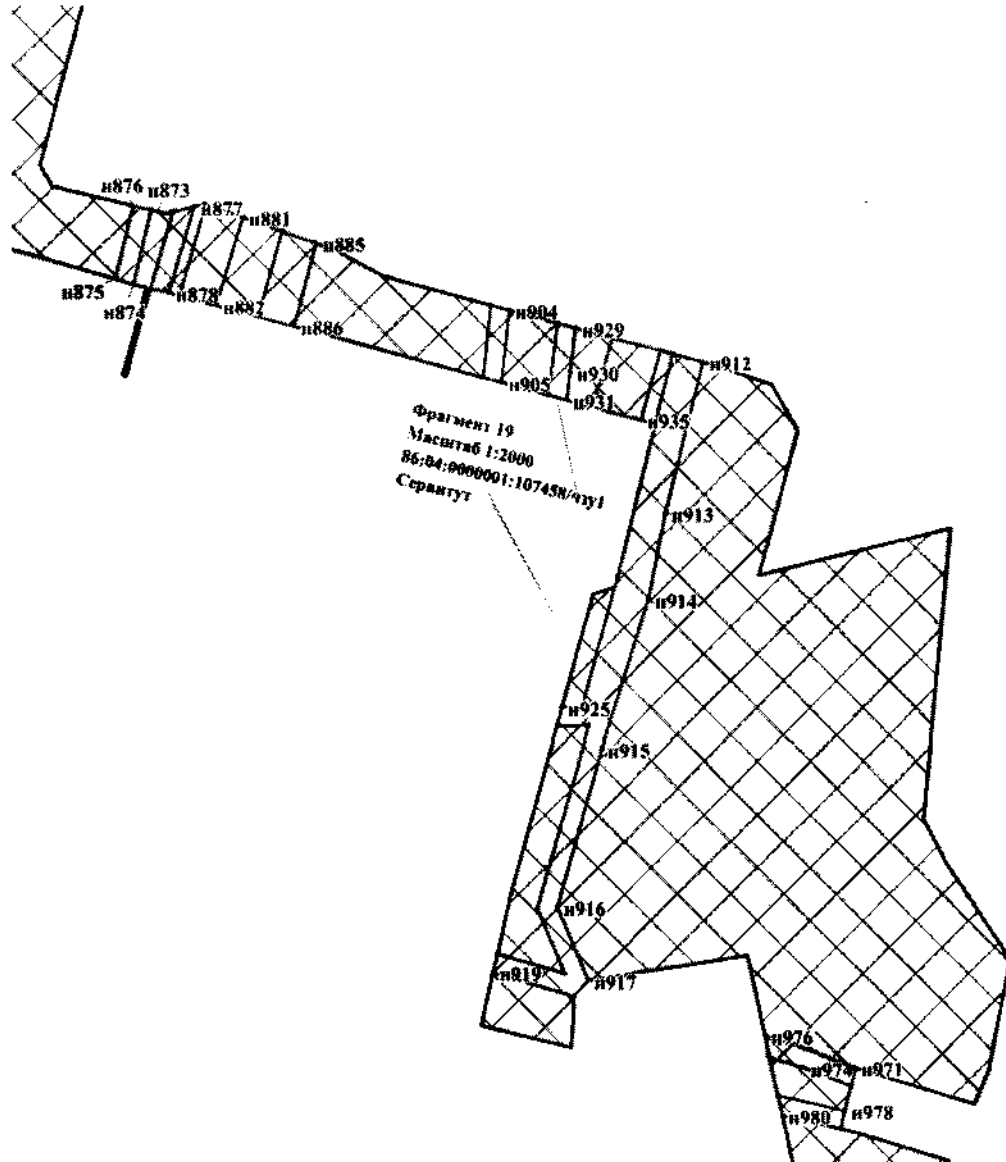 н876
н873
н877
н881
н885
н875
н874
н878
н882
н886
н904
н929
н912
н905
н930
н931
н935
Фрагмент 19
Масштаб 1:2000
86:04:0000001:107458/чзу1
Сервитут
н913
н914
н925
н915
н916
н919
н917
н976
н974
н971
н980
н978